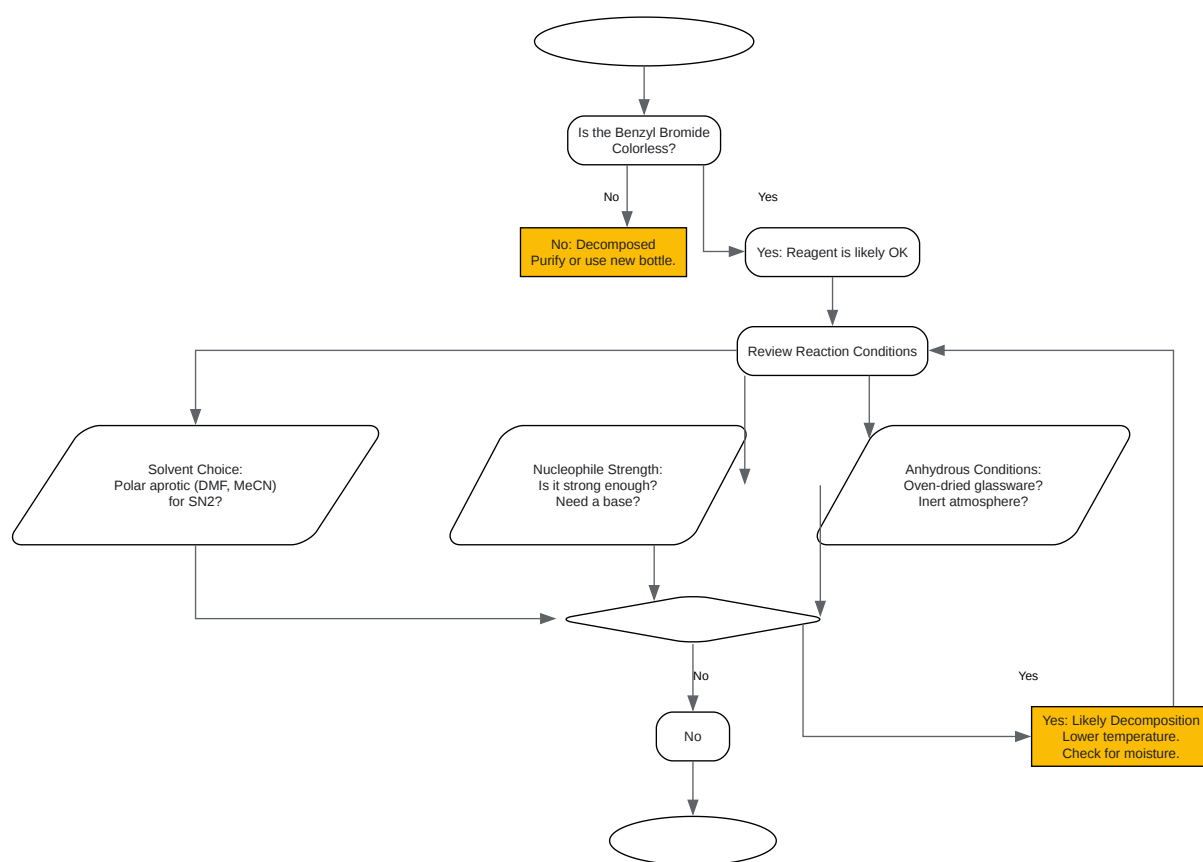 Is the Benzyl Bromide
Colorless?
No
Yes
No: Decomposed
Purify or use new bottle.
Yes: Reagent is likely OK
Review Reaction Conditions
Solvent Choice:
Polar aprotic (DMF, MeCN)
for SN2?
Nucleophile Strength:
Is it strong enough?
Need a base?
Anhydrous Conditions:
Oven-dried glassware?
Inert atmosphere?
No
Yes
No
Yes: Likely Decomposition
Lower temperature.
Check for moisture.